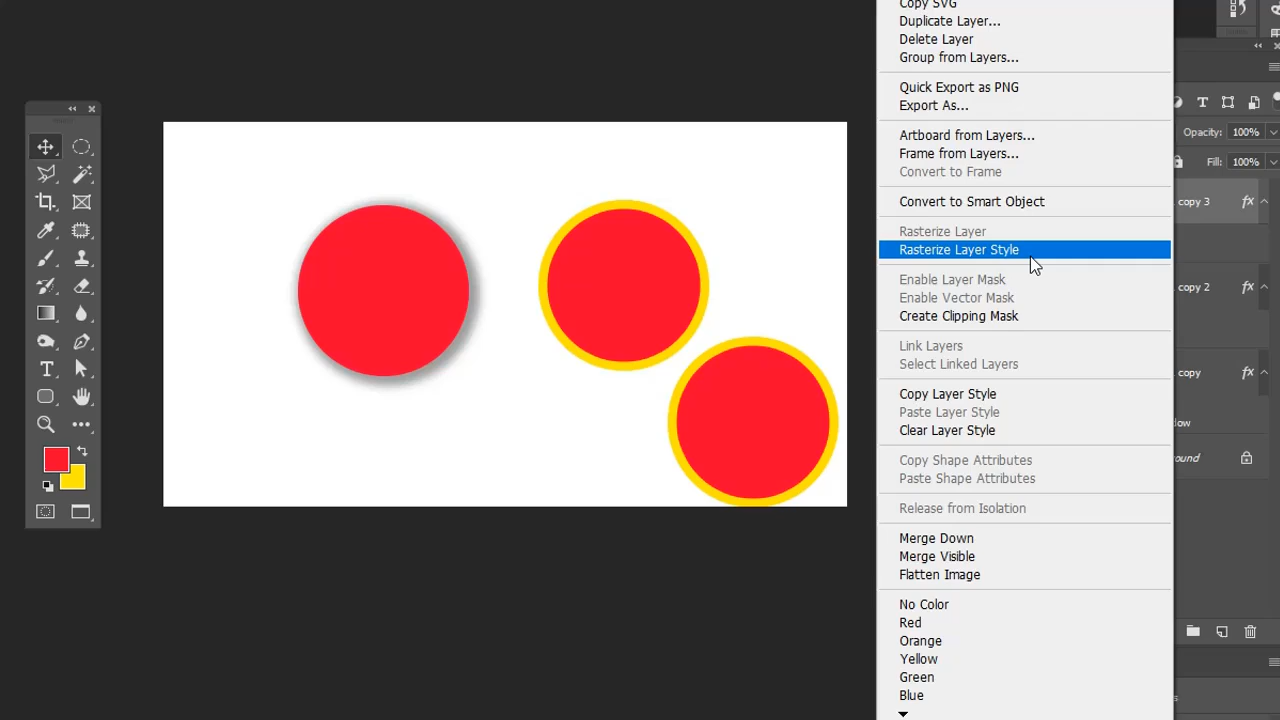 Copy SVG
Duplicate Layer...
Delete Layer
Group from Layers...
Quick Export as PNG
Export As...
Artboard from Layers...
Frame from Layers...
Convert to Frame
Convert to Smart Object
Rasterize Layer
Rasterize Layer Style
Enable Layer Mask
Enable Vector Mask
Create Clipping Mask
Link Layers
Select Linked Layers
Copy Layer Style
Paste Layer Style
Clear Layer Style
Copy Shape Attributes
Paste Shape Attributes
Release from Isolation
Merge Down
Merge Visible
Flatten Image
No Color
Red
Orange
Yellow
Green
Blue
Opacity: 100%
Fill: 100%
copy 3 fx
copy 2
copy fx